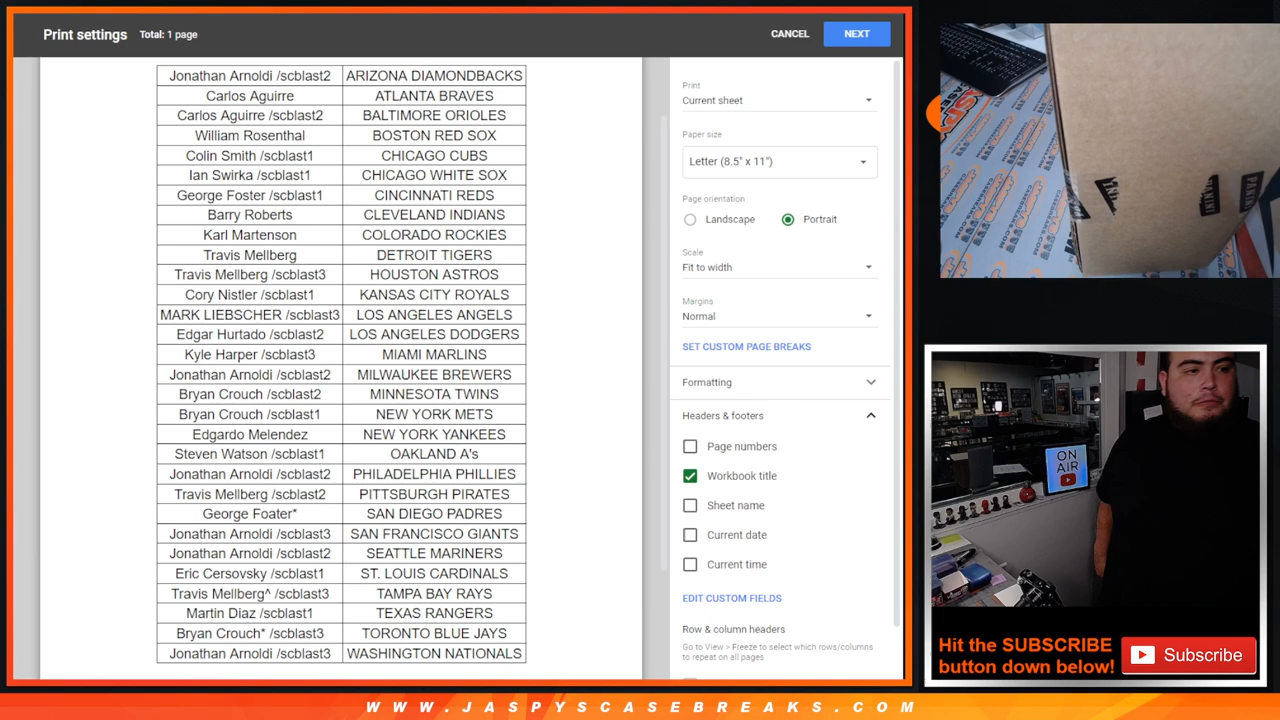 Print settings Total: 1 page CANCEL NEXT
Jonathan Arnoldi /scblast2 ARIZONA DIAMONDBACKS
Carlos Aguirre ATLANTA BRAVES
Carlos Aguirre /scblast2 BALTIMORE ORIOLES
William Rosenthal BOSTON RED SOX
Colin Smith /scblast1 CHICAGO CUBS
Ian Swirka /scblast1 CHICAGO WHITE SOX
George Foster /scblast1 CINCINNATI REDS
Barry Roberts CLEVELAND INDIANS
Karl Martenson COLORADO ROCKIES
Travis Mellberg DETROIT TIGERS
Travis Mellberg /scblast3 HOUSTON ASTROS
Cory Nistler /scblast1 KANSAS CITY ROYALS
MARK LIEBSCHER /scblast3 LOS ANGELES ANGELS
Edgar Hurtado /scblast2 LOS ANGELES DODGERS
Kyle Harper /scblast3 MIAMI MARLINS
Jonathan Arnoldi /scblast2 MILWAUKEE BREWERS
Bryan Crouch /scblast2 MINNESOTA TWINS
Bryan Crouch /scblast1 NEW YORK METS
Edgardo Melendez NEW YORK YANKEES
Steven Watson /scblast1 OAKLAND A's
Jonathan Arnoldi /scblast2 PHILADELPHIA PHILLIES
Travis Mellberg /scblast2 PITTSBURGH PIRATES
George Foater* SAN DIEGO PADRES
Jonathan Arnoldi /scblast3 SAN FRANCISCO GIANTS
Jonathan Arnoldi /scblast2 SEATTLE MARINERS
Eric Cersovsky /scblast1 ST. LOUIS CARDINALS
Travis Mellberg^ /scblast3 TAMPA BAY RAYS
Martin Diaz /scblast1 TEXAS RANGERS
Bryan Crouch* /scblast3 TORONTO BLUE JAYS
Jonathan Arnoldi /scblast3 WASHINGTON NATIONALS
Print
Current sheet
Paper size
Letter (8.5" x 11")
Page orientation
Landscape Portrait
Scale
Fit to width
Margins
Normal
SET CUSTOM PAGE BREAKS
Formatting
Headers & footers
Page numbers
Workbook title
Sheet name
Current date
Current time
EDIT CUSTOM FIELDS
Row & column headers
Go to View > Freeze to select which rows/columns
to repeat on all pages
PANINI
ON
AIR
Hit the SUBSCRIBE
button down below!
Subscribe
WWW.JASPYSCASEBREAKS.COM